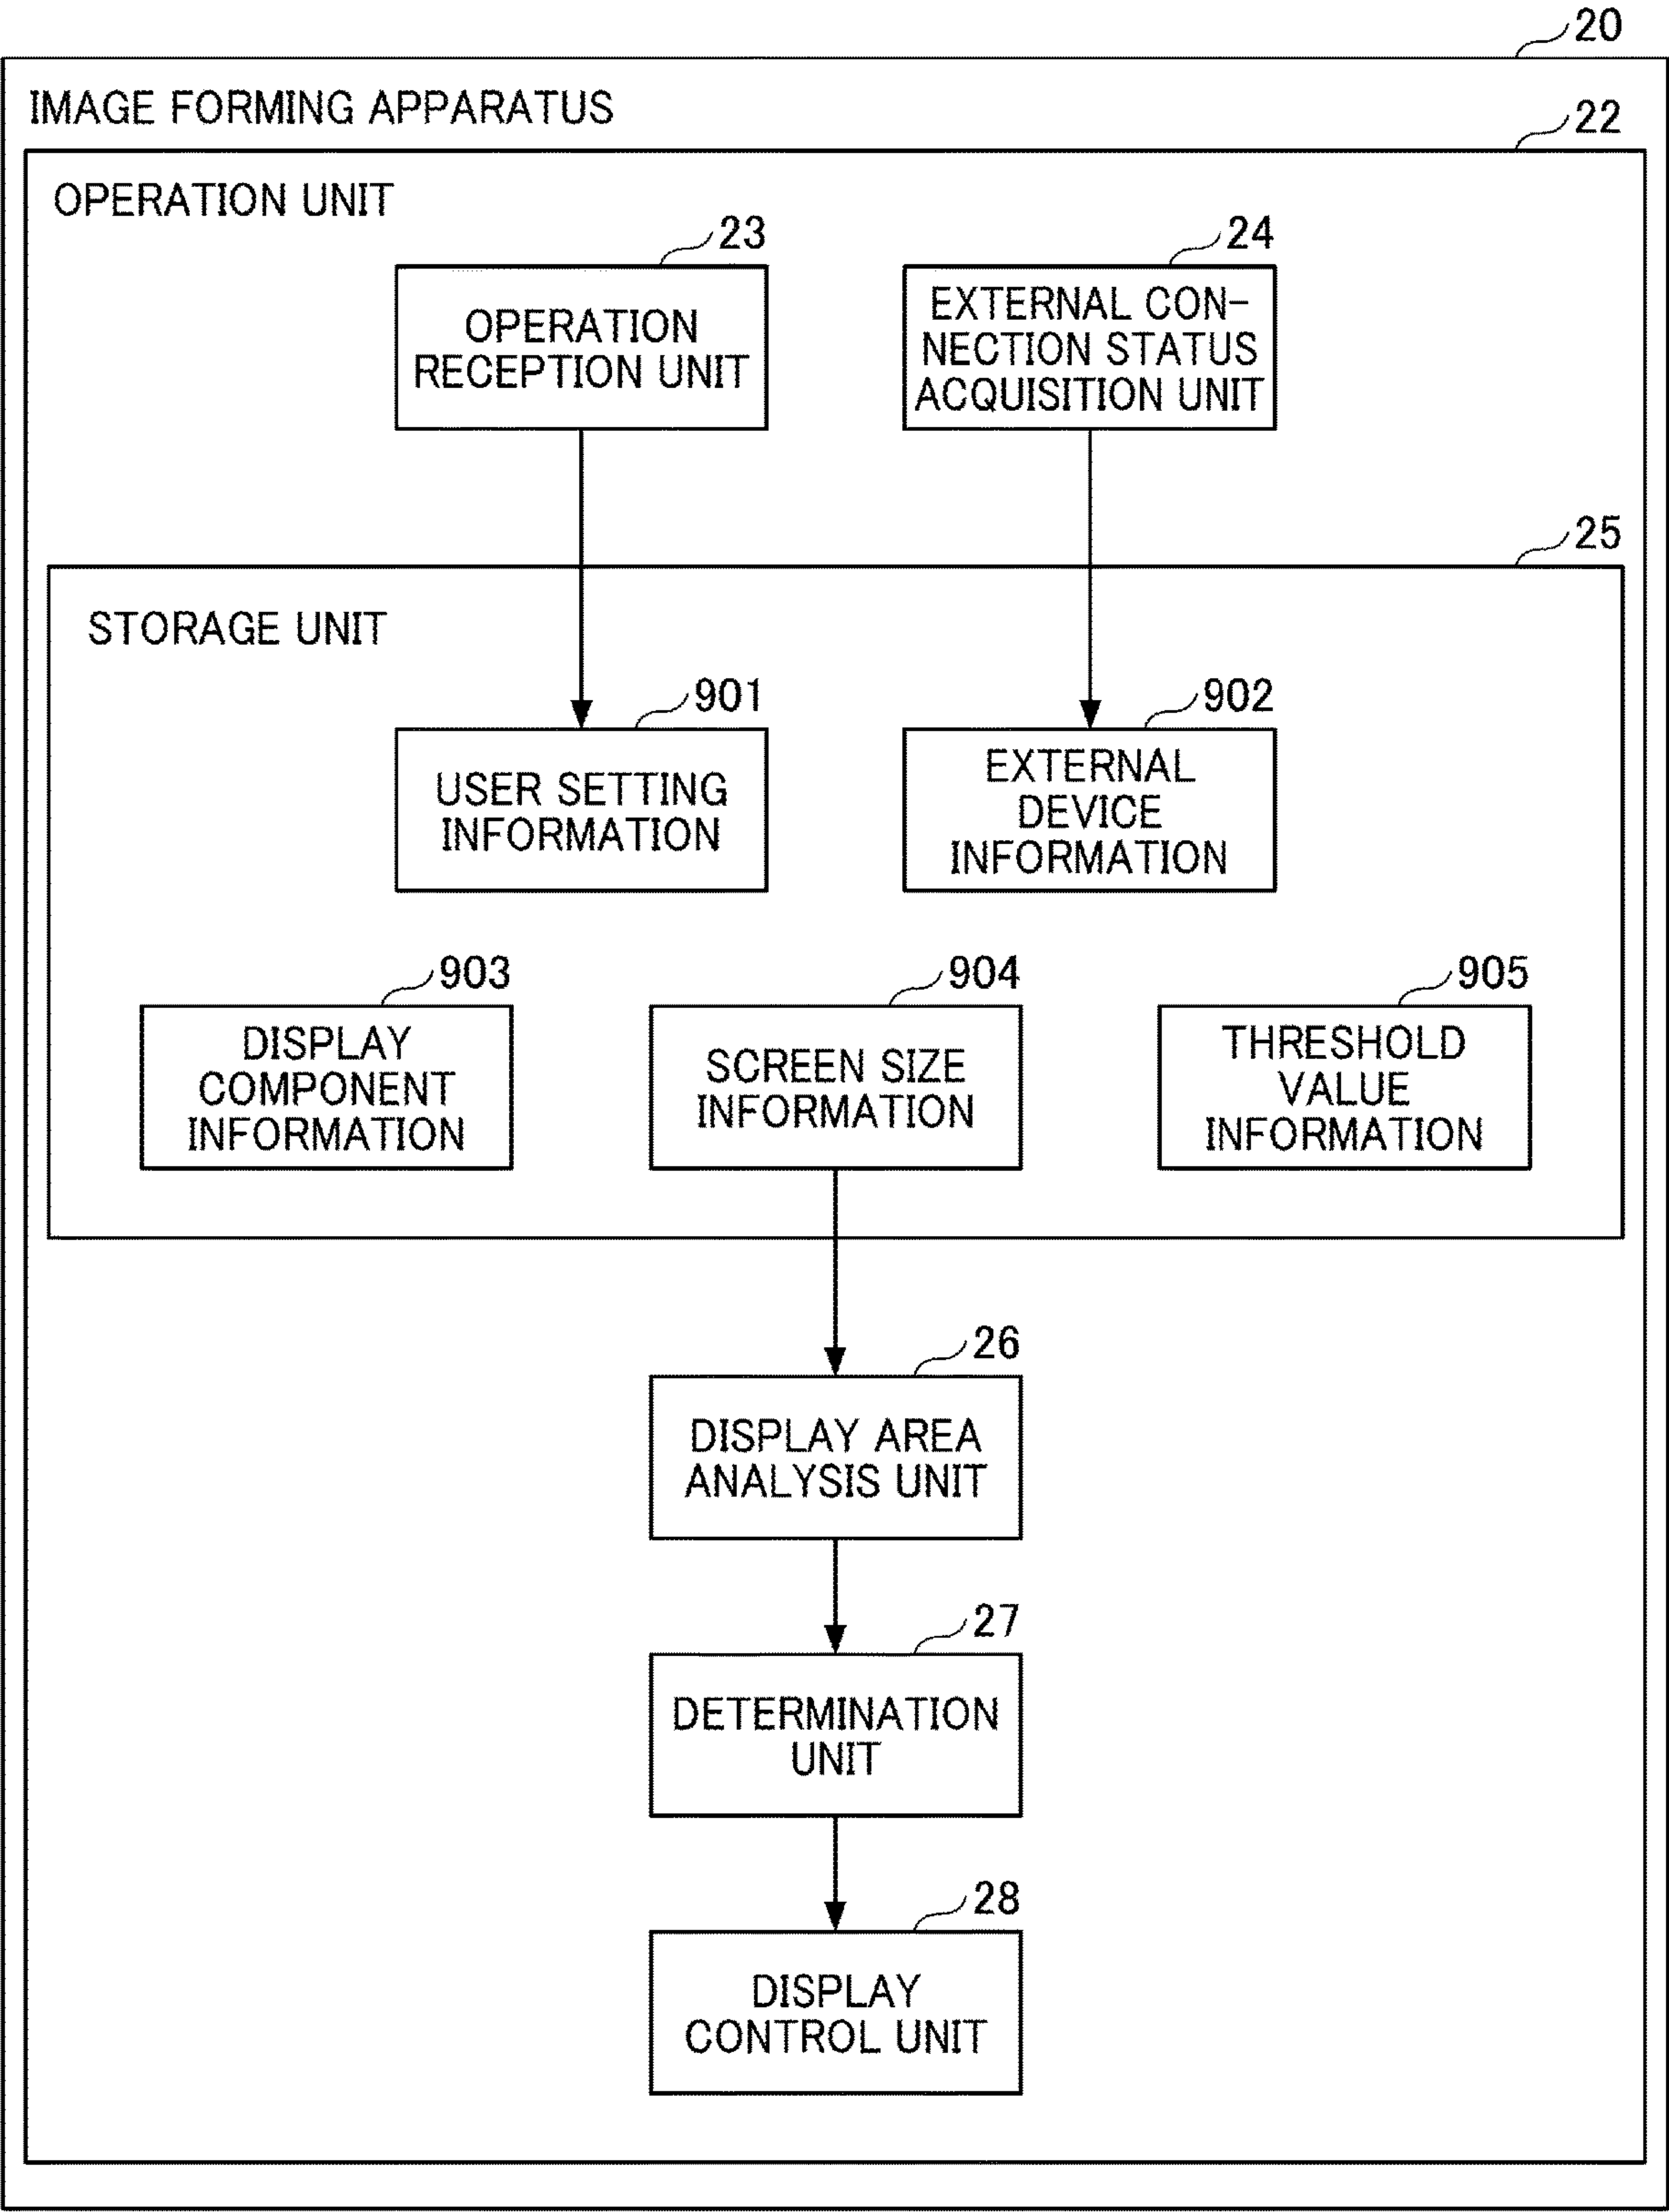 20
IMAGE FORMING APPARATUS
22
OPERATION UNIT
23
OPERATION
RECEPTION UNIT
24
EXTERNAL CON-
NECTION STATUS
ACQUISITION UNIT
25
STORAGE UNIT
901
USER SETTING
INFORMATION
902
EXTERNAL
DEVICE
INFORMATION
903
DISPLAY
COMPONENT
INFORMATION
904
SCREEN SIZE
INFORMATION
905
THRESHOLD
VALUE
INFORMATION
26
DISPLAY AREA
ANALYSIS UNIT
27
DETERMINATION
UNIT
28
DISPLAY
CONTROL UNIT